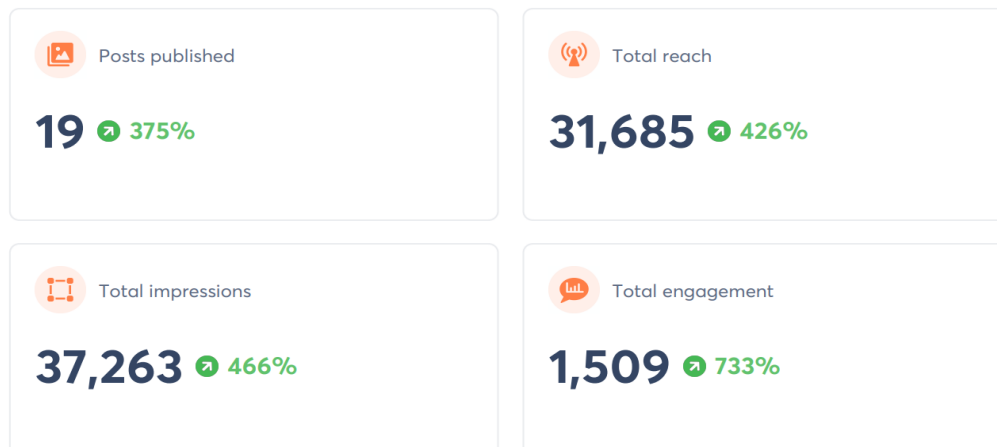 Posts published
19 375%
Total reach
31,685 426%
Total impressions
37,263 466%
Total engagement
1,509 733%